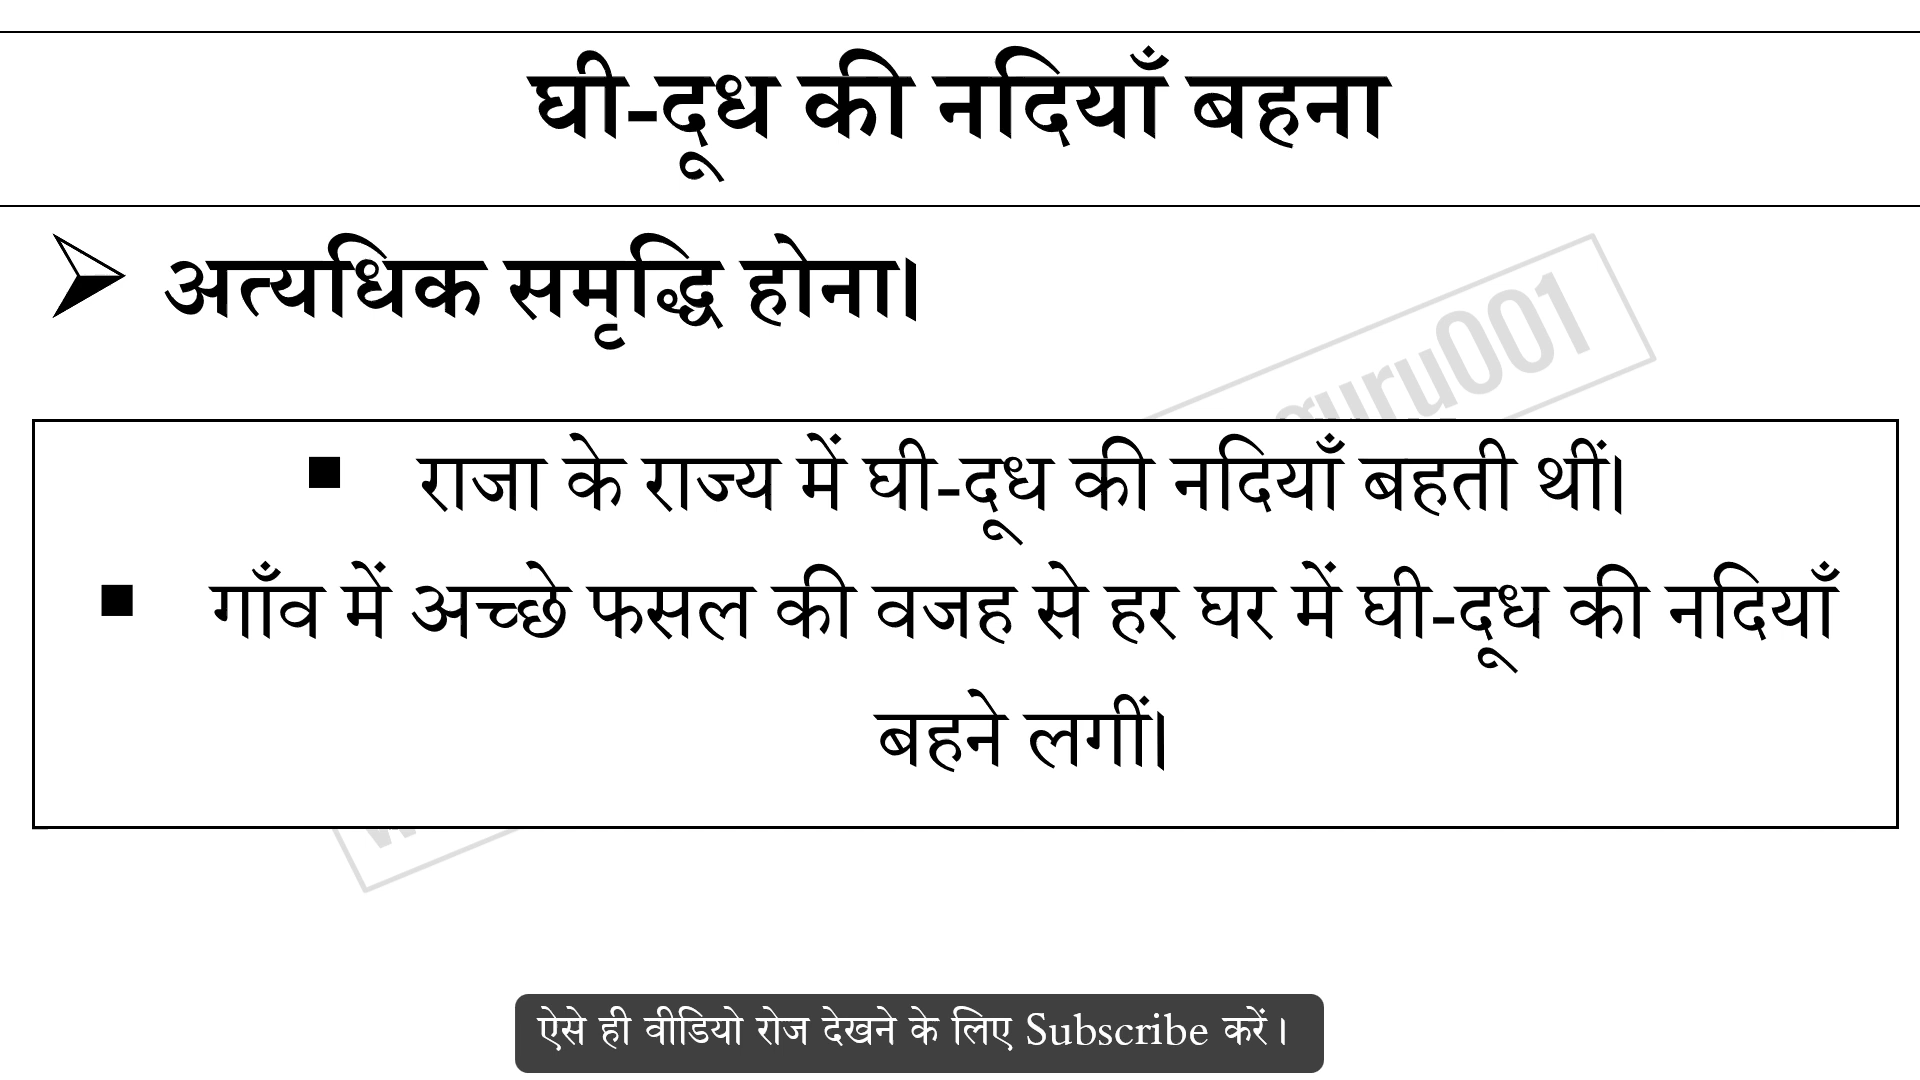 घी-दूध की नदियाँ बहना
अत्यधिक समृद्धि होना।
guru001
राजा के राज्य में घी-दूध की नदियाँ बहती थीं।
गाँव में अच्छे फसल की वजह से हर घर में घी-दूध की नदियाँ
बहने लगीं।
ऐसे ही वीडियो रोज देखने के लिए Subscribe करें।